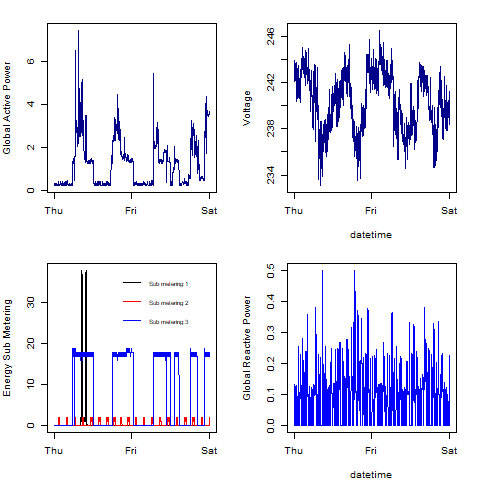 Global Active Power
0 2 4 6
Thu Fri Sat
Voltage
234 238 242 246
Thu Fri Sat
datetime
Energy Sub Metering
0 10 20 30
Sub metering 1
Sub metering 2
Sub metering 3
Thu Fri Sat
Global Reactive Power
0.0 0.1 0.2 0.3 0.4 0.5
Thu Fri Sat
datetime